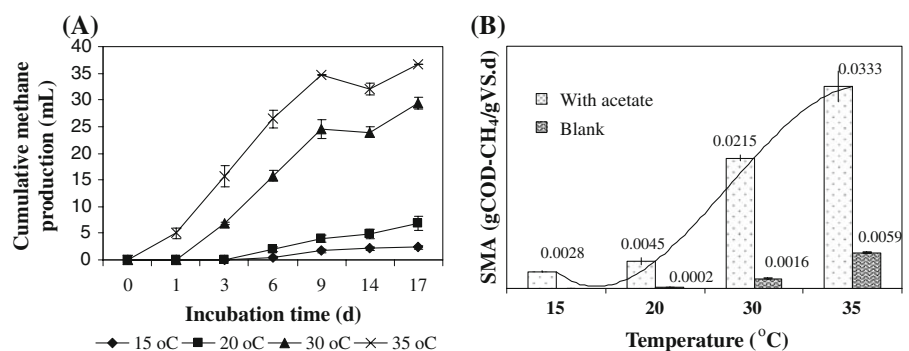 (A)
40
35
30
25
20
15
10
5
0
Cumulative methane
production (mL)
0 1 3 6 9 14 17
Incubation time (d)
15 oC 20 oC 30 oC 35 oC
(B)
SMA (gCOD-CH4/gVS.d)
With acetate
Blank
0.0028
0.0045
0.0002
0.0215
0.0016
0.0333
0.0059
15 20 30 35
Temperature (°C)